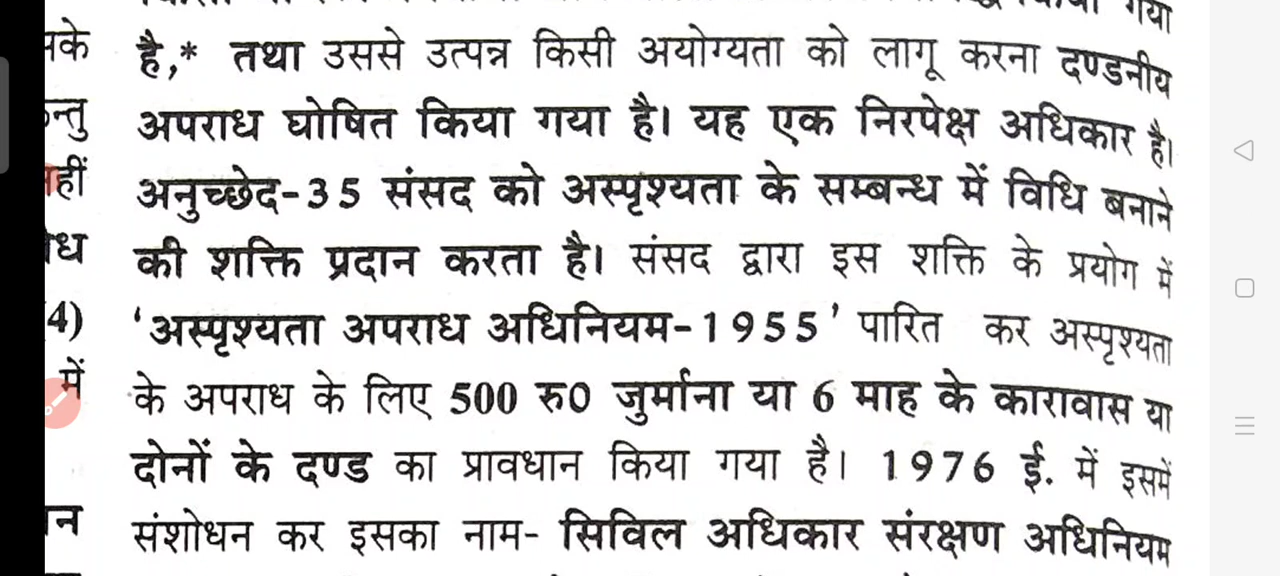 गया
है,* तथा उससे उत्पन्न किसी अयोग्यता को लागू करना दण्डनीय
अपराध घोषित किया गया है। यह एक निरपेक्ष अधिकार है।
अनुच्छेद-35 संसद को अस्पृश्यता के सम्बन्ध में विधि बनाने
की शक्ति प्रदान करता है। संसद द्वारा इस शक्ति के प्रयोग में
4) 'अस्पृश्यता अपराध अधिनियम-1955' पारित कर अस्पृश्यता
में के अपराध के लिए 500 रु0 जुर्माना या 6 माह के कारावास या
दोनों के दण्ड का प्रावधान किया गया है। 1976 ई. में इसमें
संशोधन कर इसका नाम- सिविल अधिकार संरक्षण अधिनियम